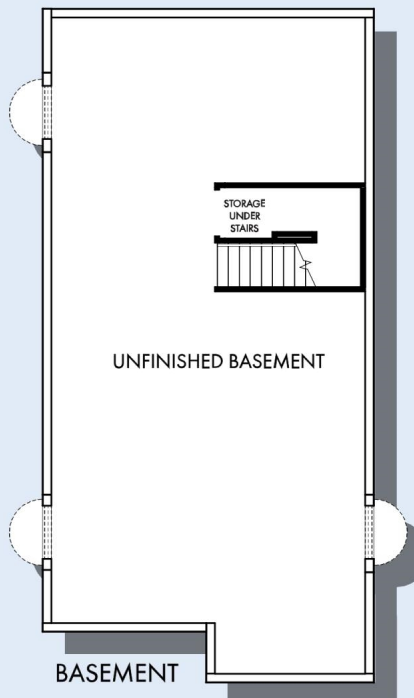 STORAGE
UNDER
STAIRS
UNFINISHED BASEMENT
BASEMENT